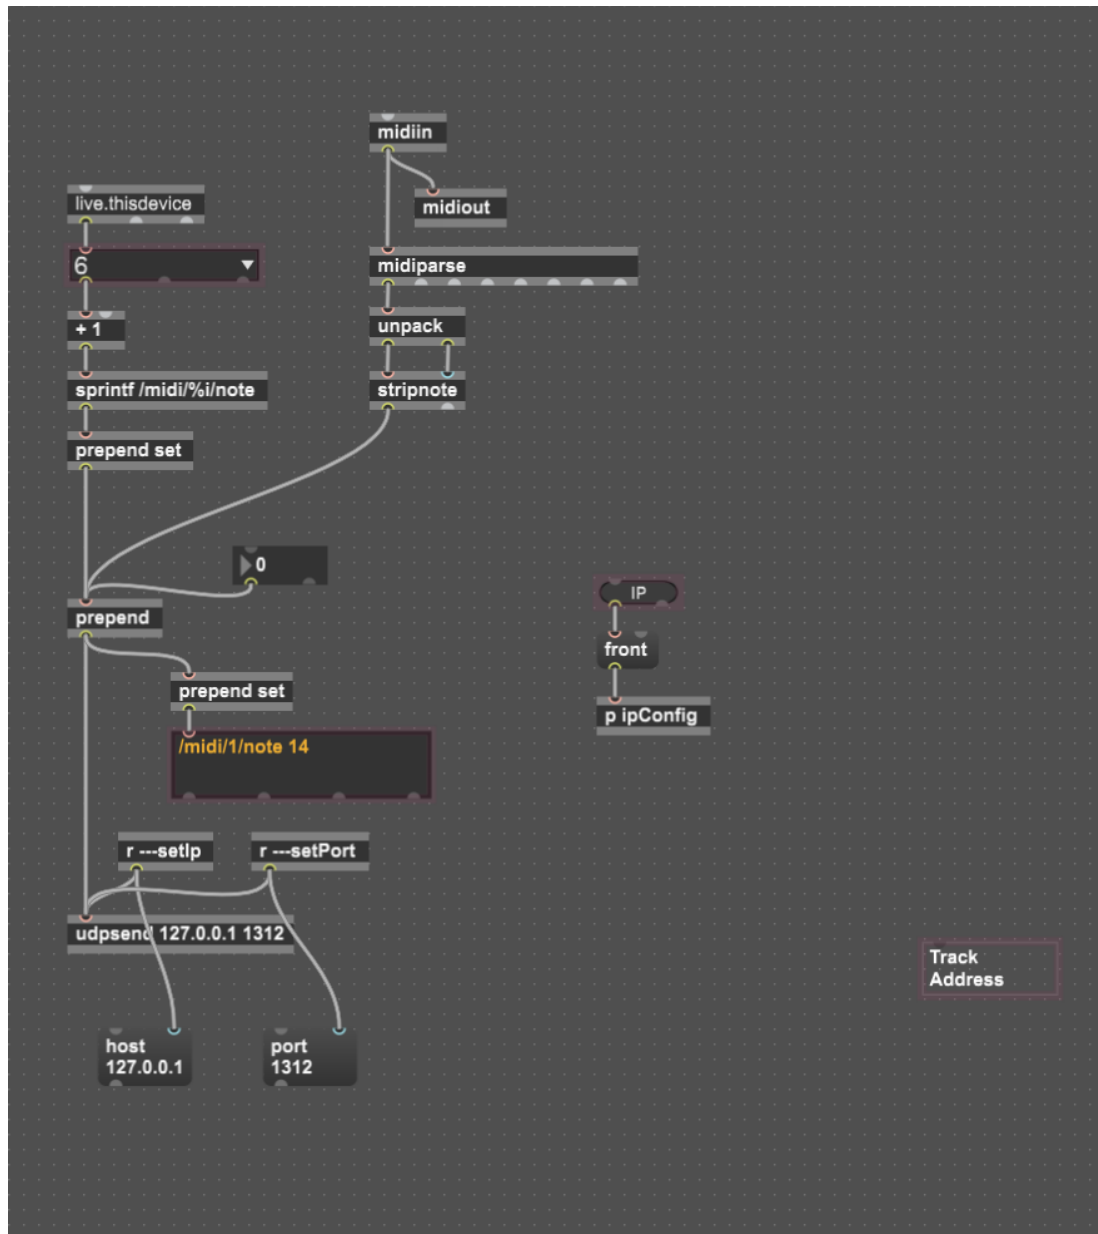 midiin
live.thisdevice
midiout
6
midiparse
+ 1
unpack
sprintf /midi/%i/note
stripnote
prepend set
0
IP
prepend
front
prepend set
p ipConfig
/midi/1/note 14
r ---setIp
r ---setPort
udpsend 127.0.0.1 1312
Track
Address
host
127.0.0.1
port
1312